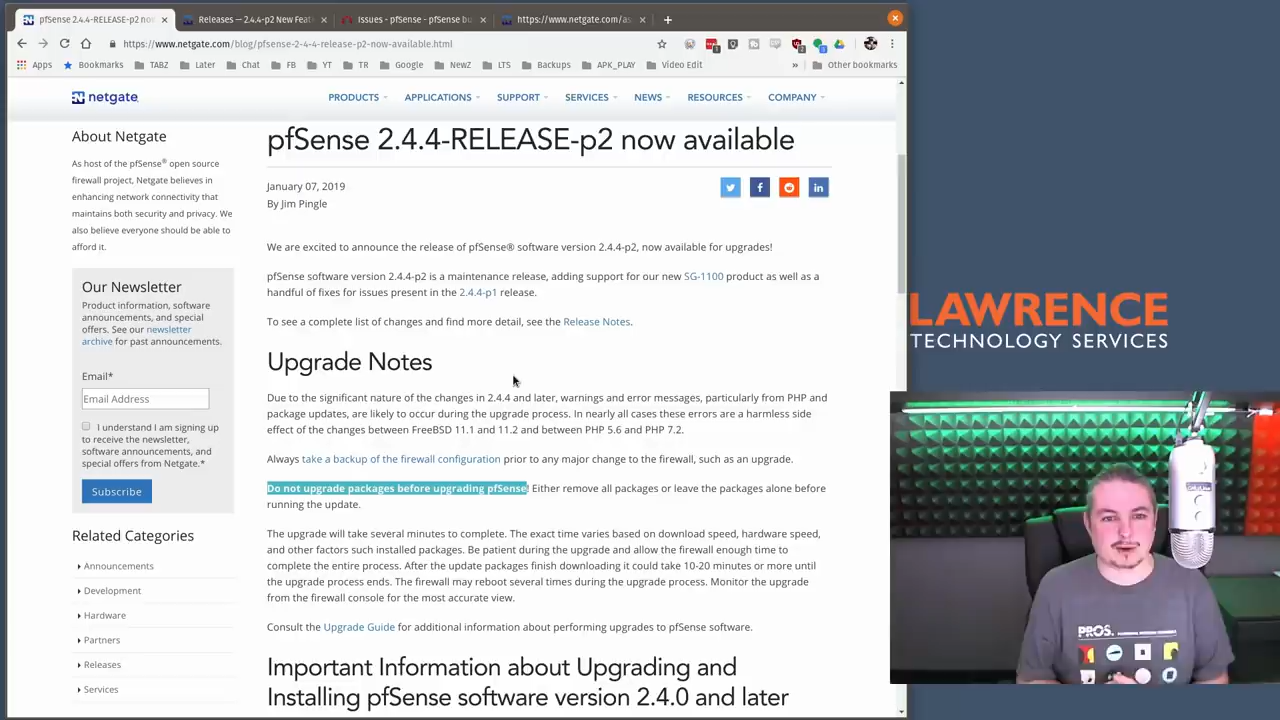 pfSense 2.4.4-RELEASE-p2 now
Releases — 2.4.4-p2 New Feat
Issues - pfsense - pfSense bu
https://www.netgate.com/as
https://www.netgate.com/blog/pfsense-2-4-4-release-p2-now-available.html
Apps Bookmarks TABZ Later Chat FB YT TR Google NewZ LTS Backups APK_PLAY Video Edit » Other bookmarks
netgate
PRODUCTS APPLICATIONS SUPPORT SERVICES NEWS RESOURCES COMPANY
About Netgate
As host of the pfSense® open source
firewall project, Netgate believes in
enhancing network connectivity that
maintains both security and privacy. We
also believe everyone should be able to
afford it.
Our Newsletter
Product information, software
announcements, and special
offers. See our newsletter
archive for past announcements.
Email*
Email Address
I understand I am signing up
to receive the newsletter,
software announcements, and
special offers from Netgate.*
Subscribe
Related Categories
Announcements
Development
Hardware
Partners
Releases
Services
pfSense 2.4.4-RELEASE-p2 now available
January 07, 2019
By Jim Pingle
We are excited to announce the release of pfSense® software version 2.4.4-p2, now available for upgrades!
pfSense software version 2.4.4-p2 is a maintenance release, adding support for our new SG-1100 product as well as a
handful of fixes for issues present in the 2.4.4-p1 release.
To see a complete list of changes and find more detail, see the Release Notes.
Upgrade Notes
Due to the significant nature of the changes in 2.4.4 and later, warnings and error messages, particularly from PHP and
package updates, are likely to occur during the upgrade process. In nearly all cases these errors are a harmless side
effect of the changes between FreeBSD 11.1 and 11.2 and between PHP 5.6 and PHP 7.2.
Always take a backup of the firewall configuration prior to any major change to the firewall, such as an upgrade.
Do not upgrade packages before upgrading pfSense! Either remove all packages or leave the packages alone before
running the update.
The upgrade will take several minutes to complete. The exact time varies based on download speed, hardware speed,
and other factors such installed packages. Be patient during the upgrade and allow the firewall enough time to
complete the entire process. After the update packages finish downloading it could take 10-20 minutes or more until
the upgrade process ends. The firewall may reboot several times during the upgrade process. Monitor the upgrade
from the firewall console for the most accurate view.
Consult the Upgrade Guide for additional information about performing upgrades to pfSense software.
Important Information about Upgrading and
Installing pfSense software version 2.4.0 and later
LAWRENCE
TECHNOLOGY SERVICES
PROS.